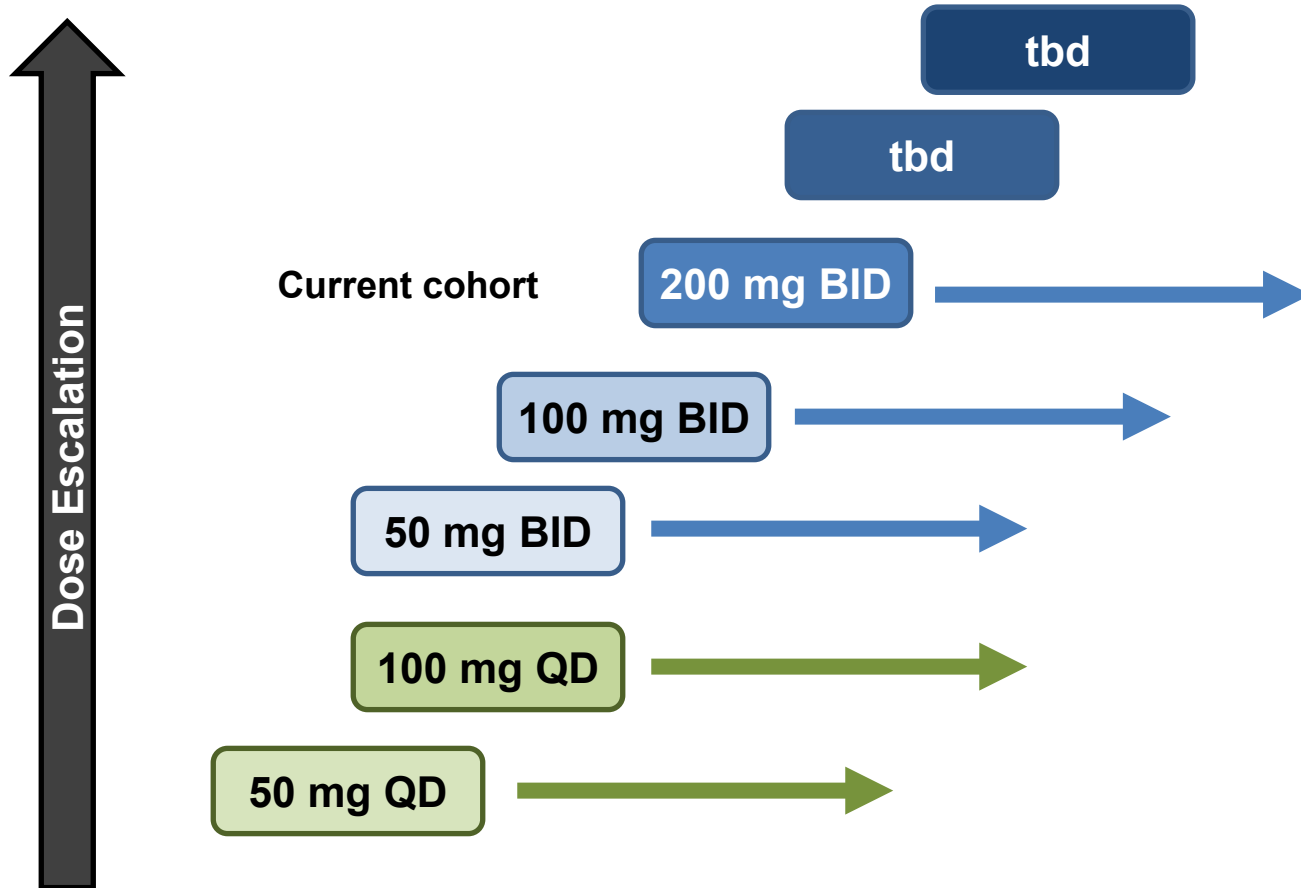 tbd
tbd
Current cohort
200 mg BID
100 mg BID
50 mg BID
100 mg QD
50 mg QD
Dose Escalation